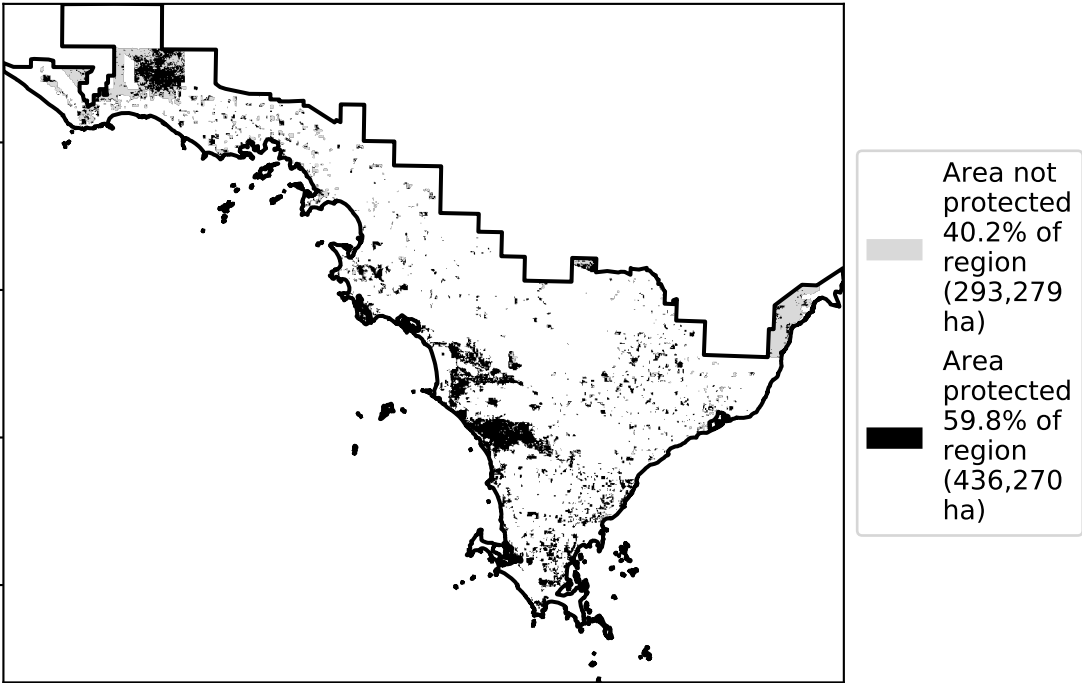 Area not
protected
40.2% of
region
(293,279
ha)
Area
protected
59.8% of
region
(436,270
ha)